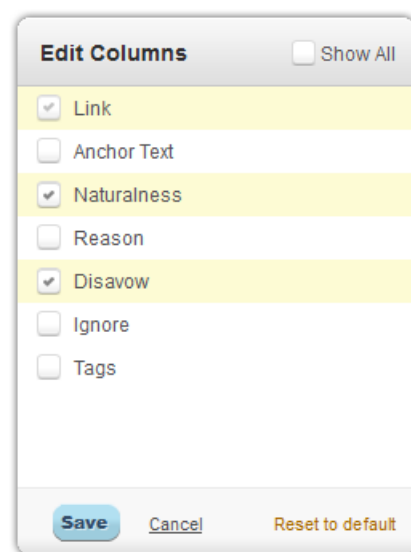 Edit Columns Show All
Link
Anchor Text
Naturalness
Reason
Disavow
Ignore
Tags
Save Cancel Reset to default